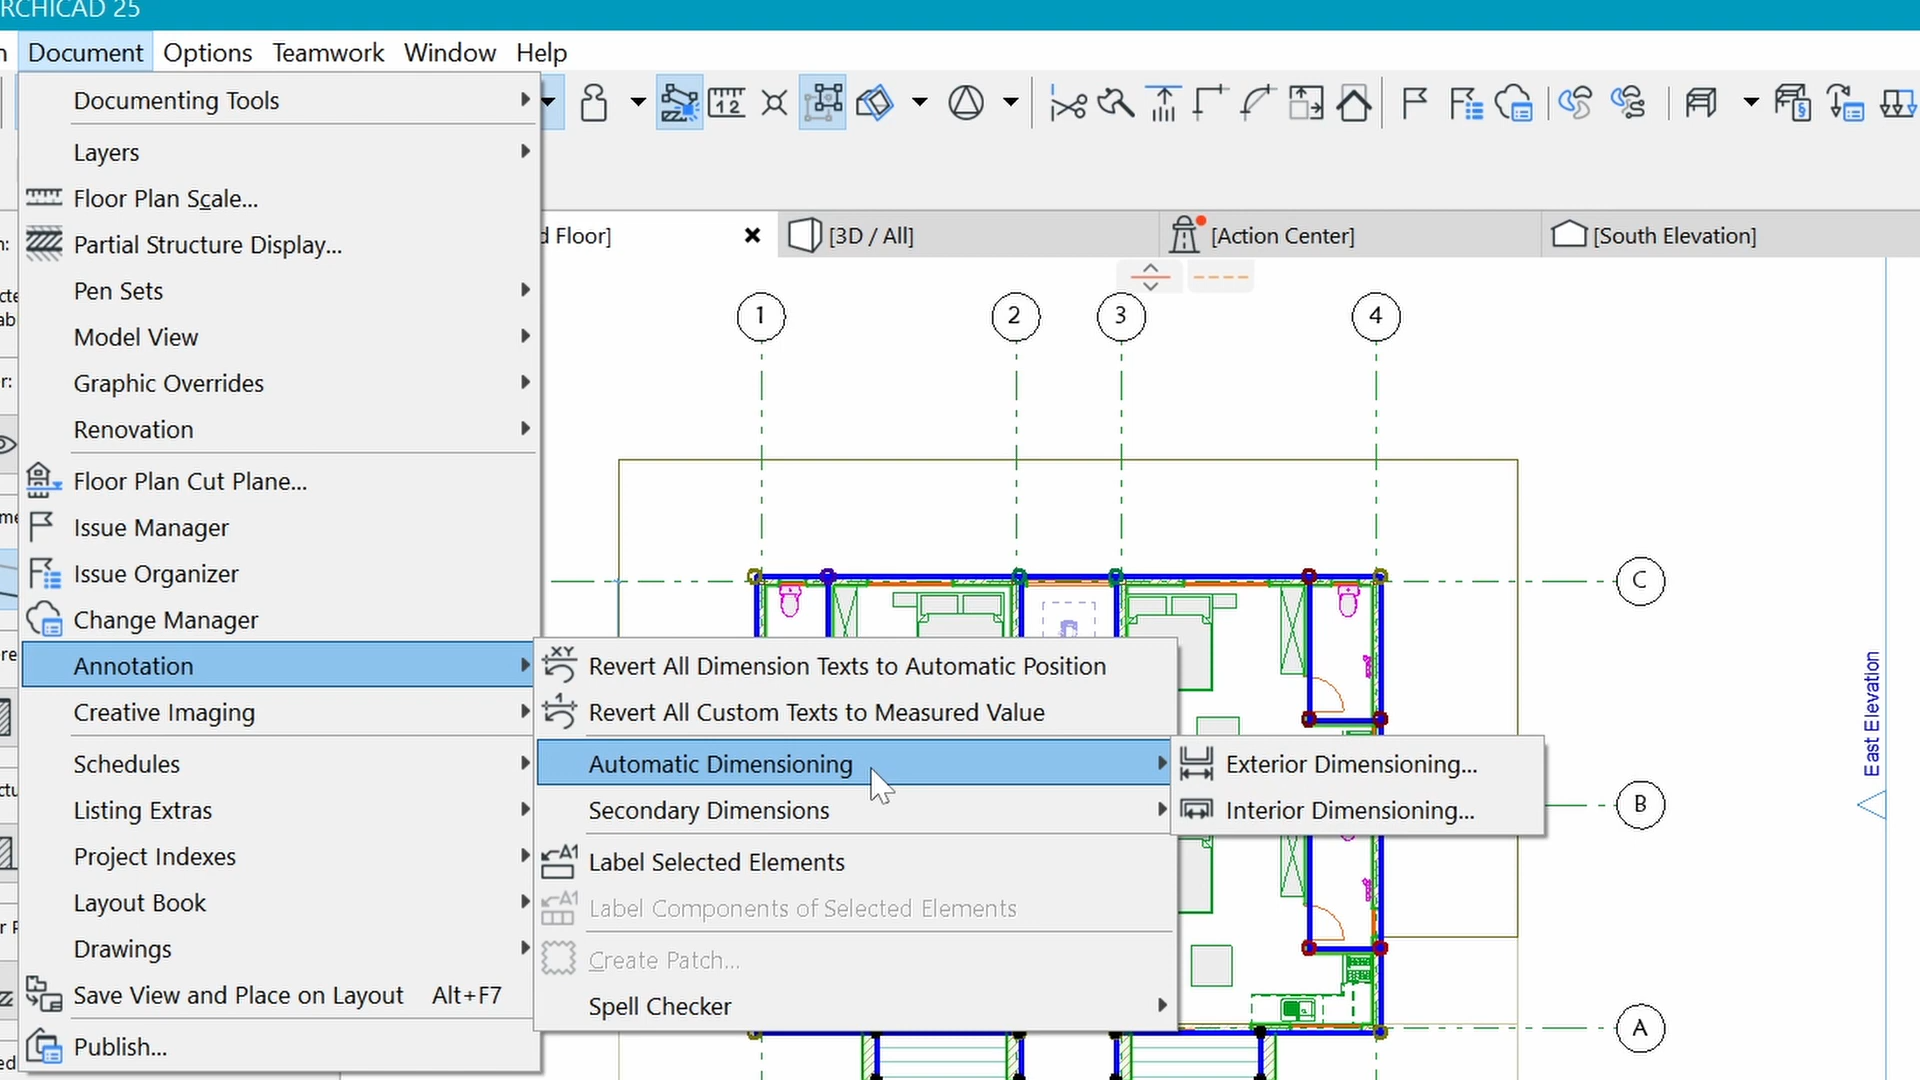 RCHICAD 25
Document Options Teamwork Window Help
Documenting Tools
Layers
Floor Plan Scale...
Partial Structure Display...
Pen Sets
Model View
Graphic Overrides
Renovation
Floor Plan Cut Plane...
Issue Manager
Issue Organizer
Change Manager
Annotation
Creative Imaging
Schedules
Listing Extras
Project Indexes
Layout Book
Drawings
Save View and Place on Layout Alt+F7
Publish...
d Floor]
[3D / All]
[Action Center]
[South Elevation]
1 2 3 4
C
Revert All Dimension Texts to Automatic Position
Revert All Custom Texts to Measured Value
Automatic Dimensioning
Secondary Dimensions
Label Selected Elements
Label Components of Selected Elements
Create Patch...
Spell Checker
Exterior Dimensioning...
Interior Dimensioning...
East Elevation
B
A